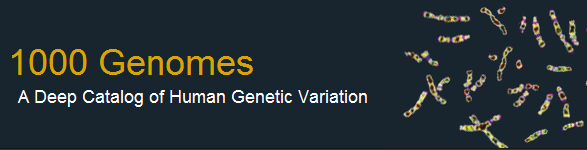 1000 Genomes
A Deep Catalog of Human Genetic Variation